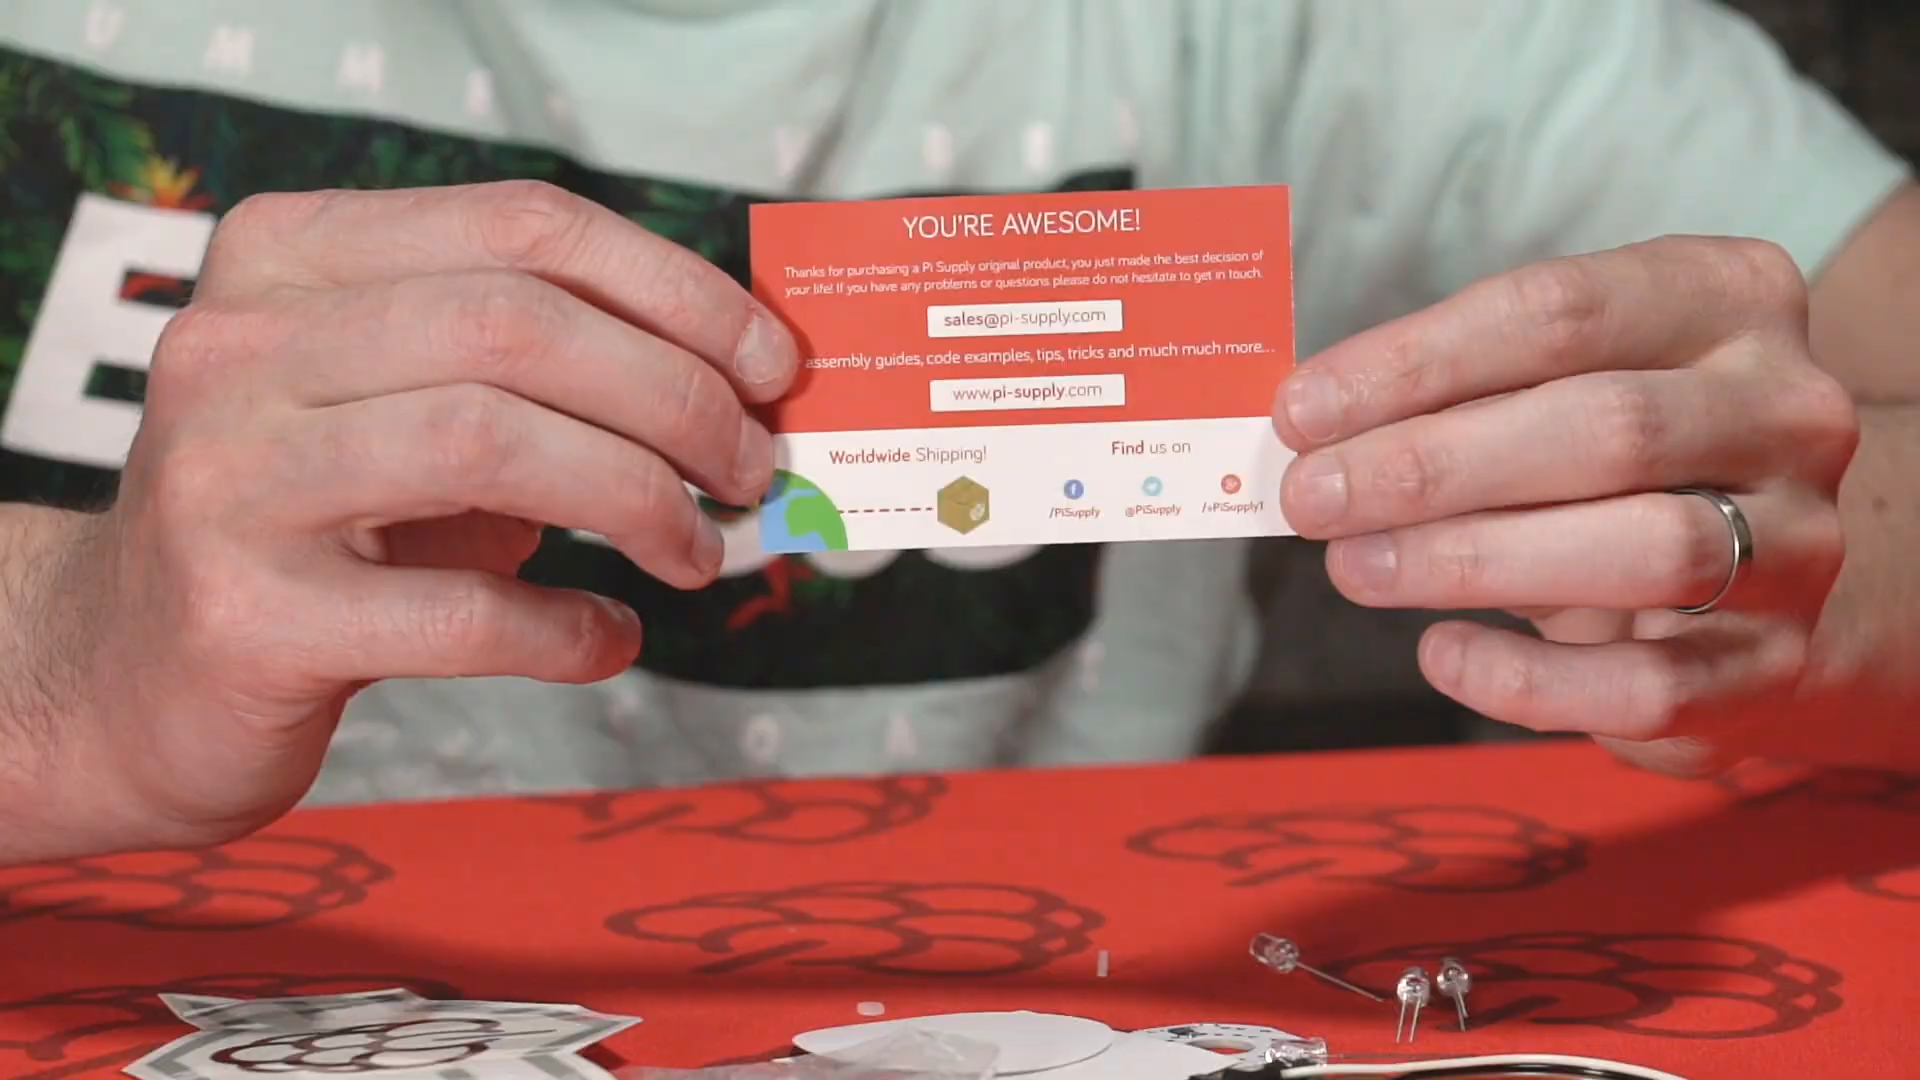 YOU'RE AWESOME!
Thanks for purchasing a Pi Supply original product, you just made the best decision of
your life! If you have any problems or questions please do not hesitate to get in touch.
sales@pi-supply.com
assembly guides, code examples, tips, tricks and much much more...
www.pi-supply.com
Worldwide Shipping!
Find us on
/PiSupply
@PiSupply
/+PiSupply1